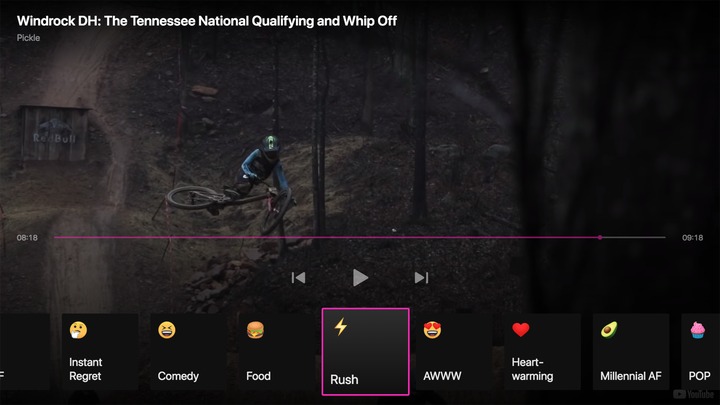 Windrock DH: The Tennessee National Qualifying and Whip Off
Pickle
RedBull
08:18
09:18
F
Instant
Regret
Comedy
Food
Rush
AWWW
Heart-
warming
Millennial AF
POP
YouTube